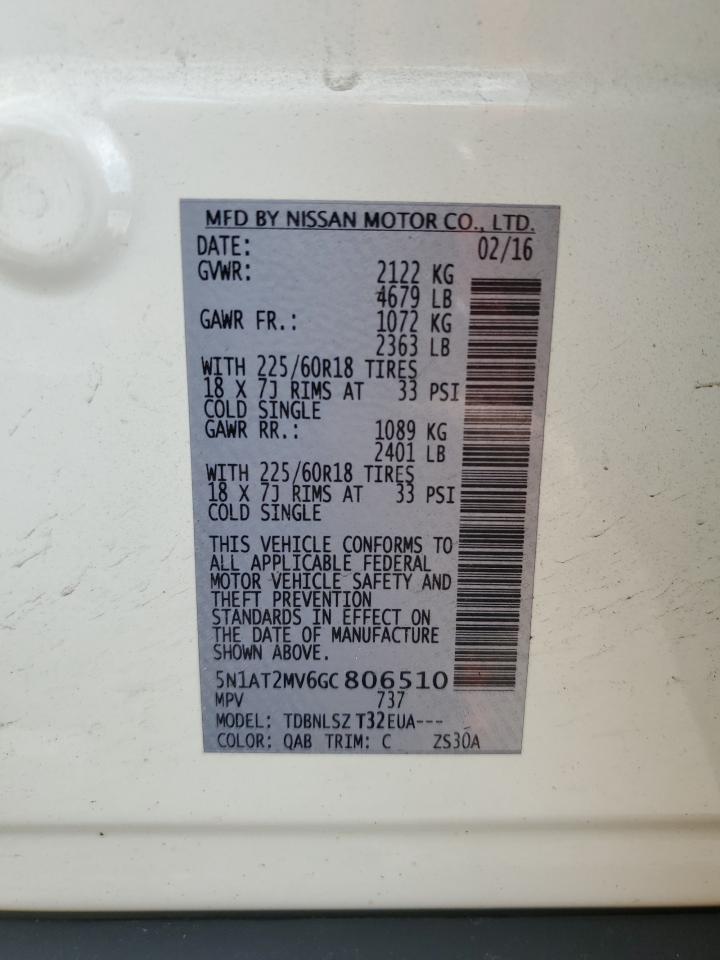 MFD BY NISSAN MOTOR CO., LTD.
DATE: 02/16
GVWR: 2122 KG
4679 LB
GAWR FR.: 1072 KG
2363 LB
WITH 225/60R18 TIRES
18 X 7J RIMS AT 33 PSI
COLD SINGLE
GAWR RR.: 1089 KG
2401 LB
WITH 225/60R18 TIRES
18 X 7J RIMS AT 33 PSI
COLD SINGLE
THIS VEHICLE CONFORMS TO
ALL APPLICABLE FEDERAL
MOTOR VEHICLE SAFETY AND
THEFT PREVENTION
STANDARDS IN EFFECT ON
THE DATE OF MANUFACTURE
SHOWN ABOVE.
5N1AT2MV6GC806510
MPV 737
MODEL: TDBNLSZ T32EUA---
COLOR: QAB TRIM: C ZS30A